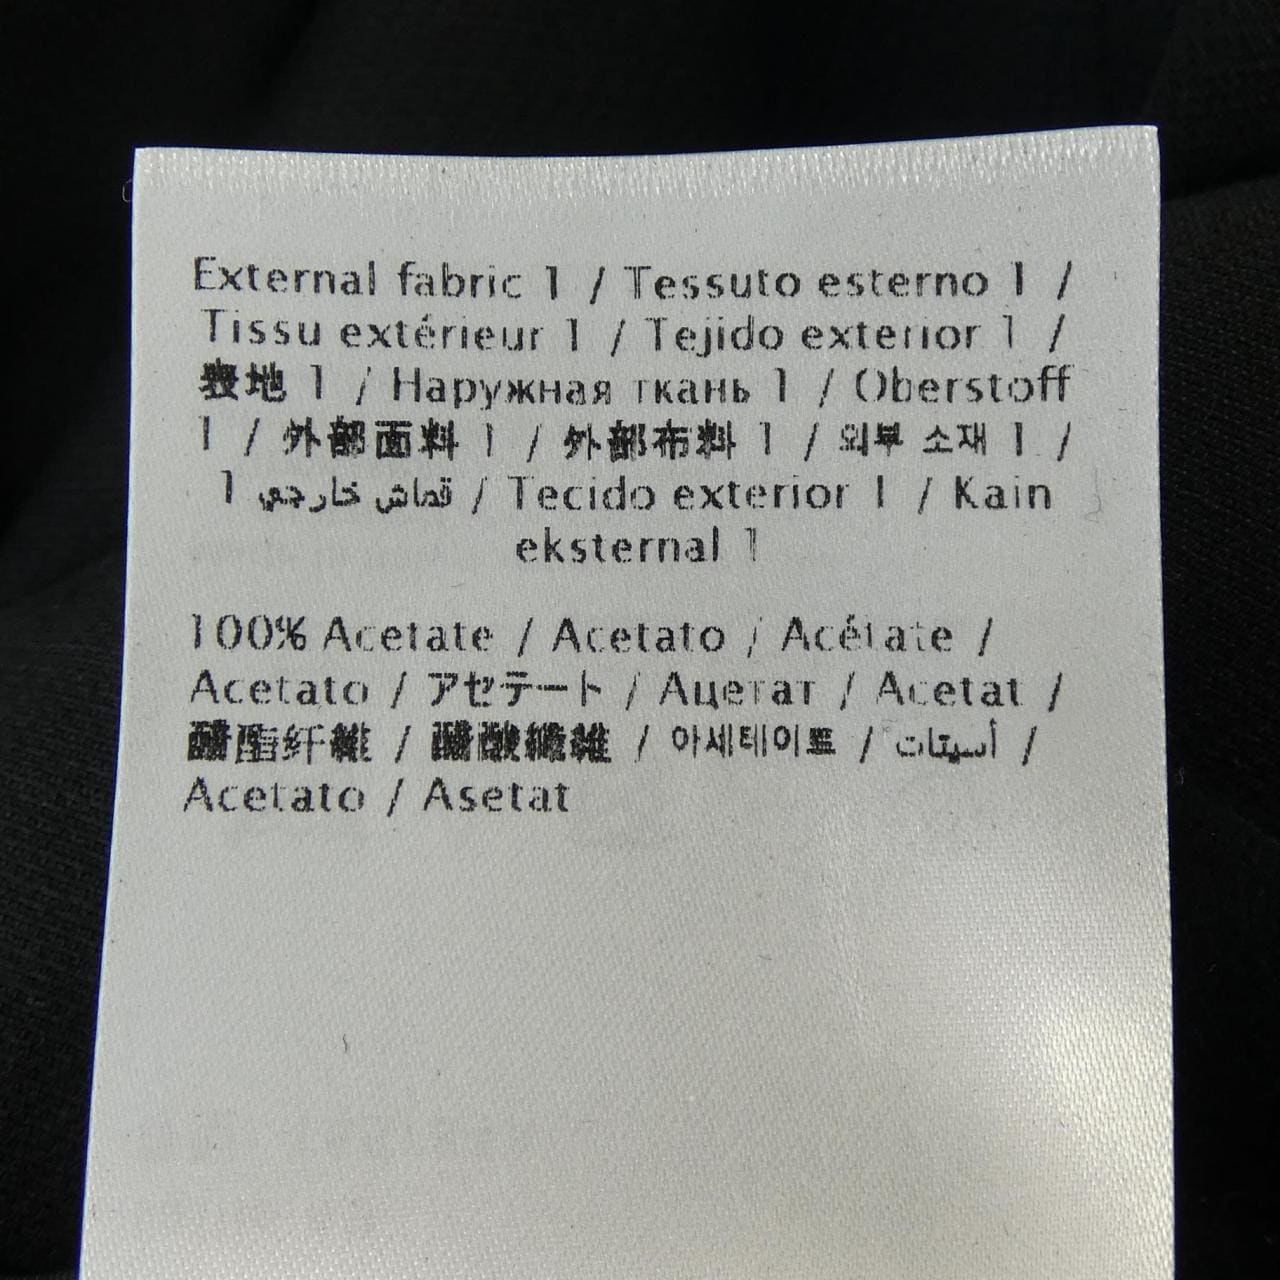 External fabric 1 / Tessuto esterno 1 /
Tissu extérieur 1 / Tejido exterior 1 /
表地 1 / Наружная ткань 1 / Oberstoff
1 / 外部面料 1 / 外部布料 1 / 외부 소재 1 /
1 قماش خارجي / Tecido exterior 1 / Kain
eksternal 1
100% Acetate / Acetato / Acétate /
Acetato / アセテート / Ацетат / Acetat /
醋酯纤维 / 醋酸纖維 / 아세테이트 / أسيتات /
Acetato / Asetat